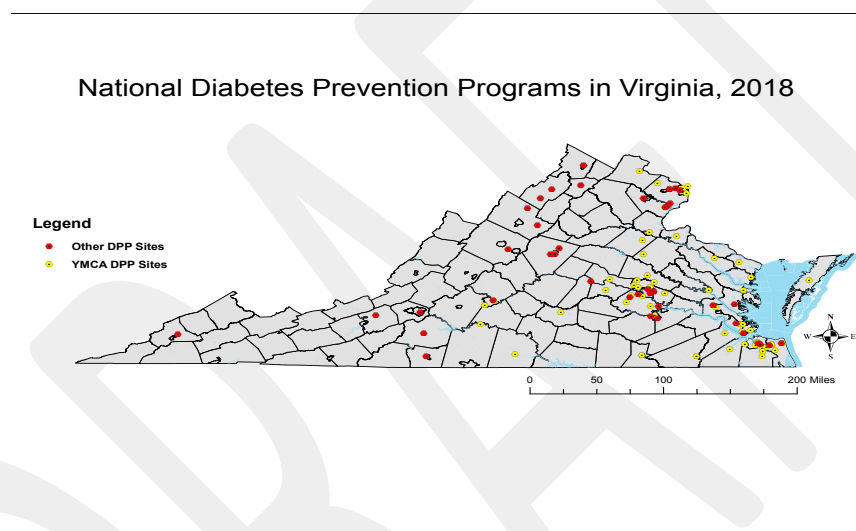 National Diabetes Prevention Programs in Virginia, 2018
Legend
Other DPP Sites
YMCA DPP Sites
N
W E
S
0 50 100 200 Miles
DRAFT